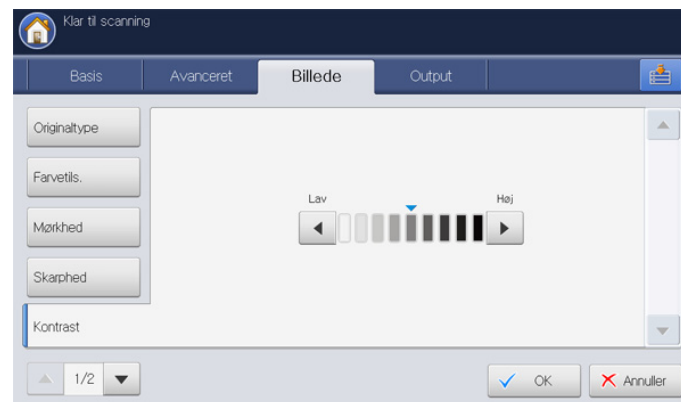 Klar til scanning
Basis
Avanceret
Billede
Output
Originaltype
Farvetils.
Mørkhed
Skarphed
Kontrast
Lav
Høj
1/2
OK
Annuller